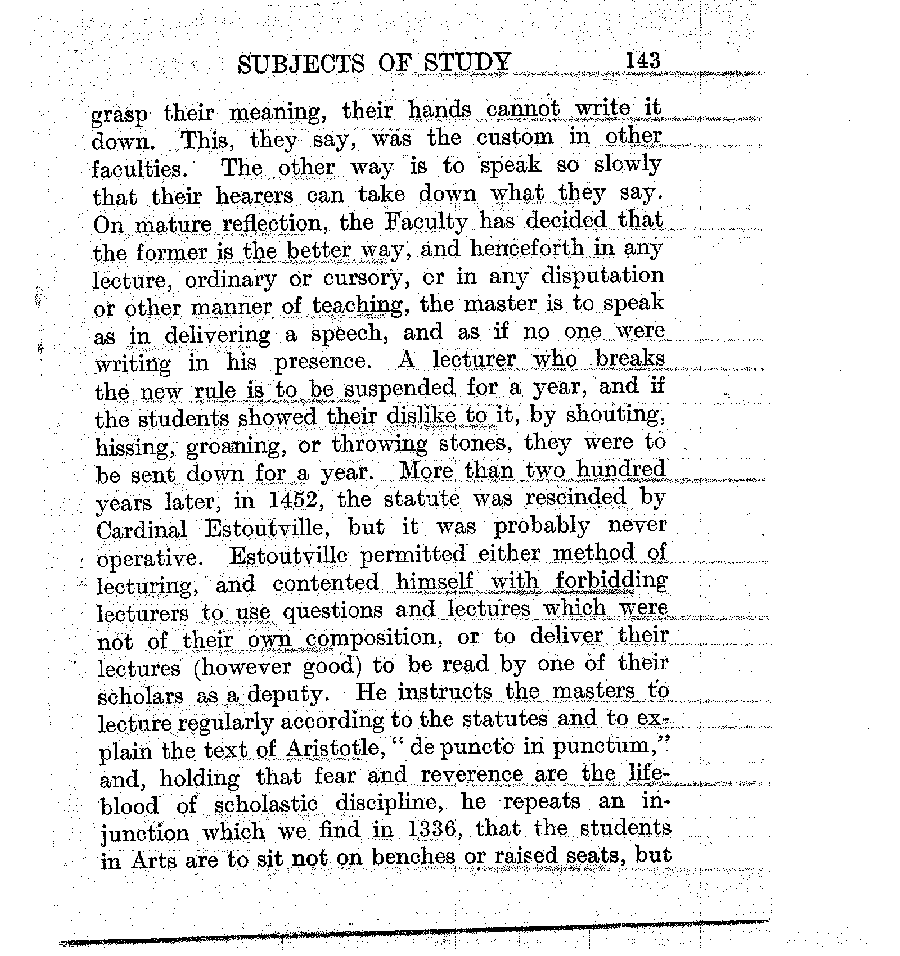 SUBJECTS OF STUDY 143
grasp their meaning, their hands cannot write it
down. This, they say, was the custom in other
faculties. The other way is to speak so slowly
that their hearers can take down what they say.
On mature reflection, the Faculty has decided that
the former is the better way, and henceforth in any
lecture, ordinary or cursory, or in any disputation
or other manner of teaching, the master is to speak
as in delivering a speech, and as if no one were
writing in his presence. A lecturer who breaks
the new rule is to be suspended for a year, and if
the students showed their dislike to it, by shouting,
hissing, groaning, or throwing stones, they were to
be sent down for a year. More than two hundred
years later, in 1452, the statute was rescinded by
Cardinal Estoutville, but it was probably never
operative. Estoutville permitted either method of
lecturing, and contented himself with forbidding
lecturers to use questions and lectures which were
not of their own composition, or to deliver their
lectures (however good) to be read by one of their
scholars as a deputy. He instructs the masters to
lecture regularly according to the statutes and to ex-
plain the text of Aristotle, “ de puncto in punctum,”
and, holding that fear and reverence are the life-
blood of scholastic discipline, he repeats an in-
junction which we find in 1336, that the students
in Arts are to sit not on benches or raised seats, but